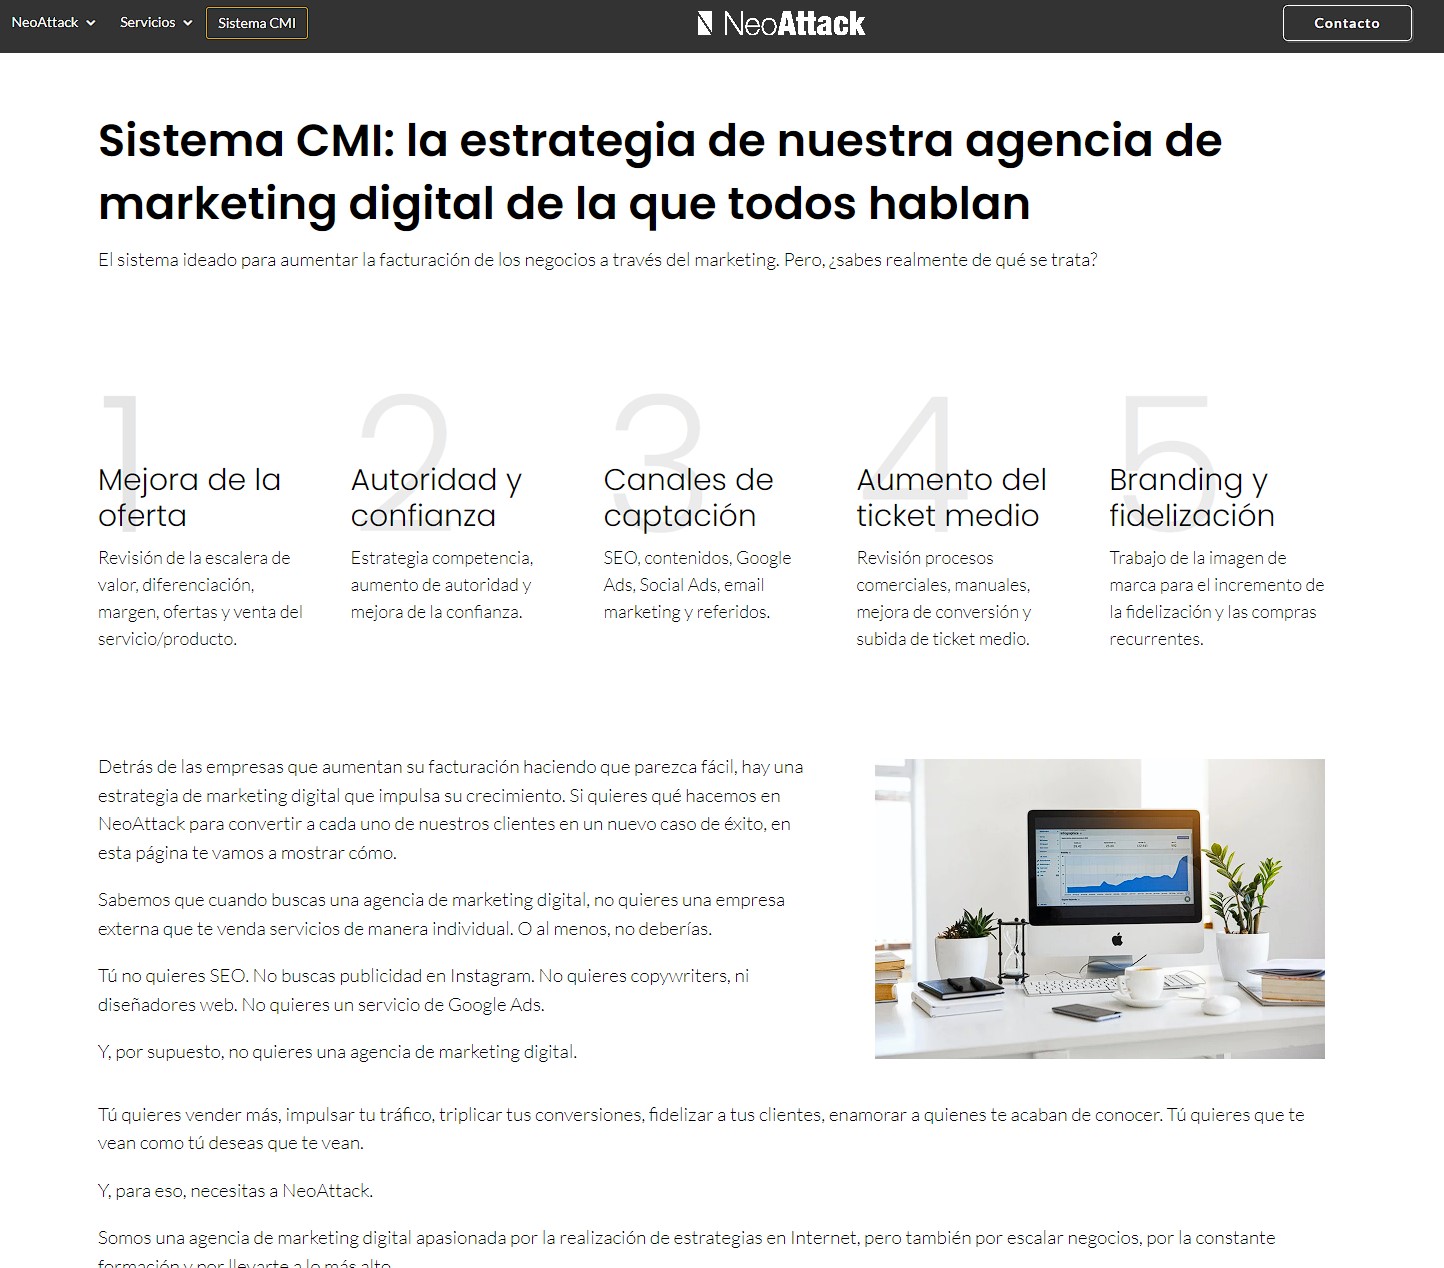 NeoAttack
Servicios
Sistema CMI
NeoAttack
Contacto
Sistema CMI: la estrategia de nuestra agencia de
marketing digital de la que todos hablan
El sistema ideado para aumentar la facturación de los negocios a través del marketing. Pero, ¿sabes realmente de qué se trata?
1
Mejora de la
oferta
Revisión de la escalera de
valor, diferenciación,
margen, ofertas y venta del
servicio/producto.
2
Autoridad y
confianza
Estrategia competencia,
aumento de autoridad y
mejora de la confianza.
3
Canales de
captación
SEO, contenidos, Google
Ads, Social Ads, email
marketing y referidos.
4
Aumento del
ticket medio
Revisión procesos
comerciales, manuales,
mejora de conversión y
subida de ticket medio.
5
Branding y
fidelización
Trabajo de la imagen de
marca para el incremento de
la fidelización y las compras
recurrentes.
Detrás de las empresas que aumentan su facturación haciendo que parezca fácil, hay una
estrategia de marketing digital que impulsa su crecimiento. Si quieres qué hacemos en
NeoAttack para convertir a cada uno de nuestros clientes en un nuevo caso de éxito, en
esta página te vamos a mostrar cómo.
Sabemos que cuando buscas una agencia de marketing digital, no quieres una empresa
externa que te venda servicios de manera individual. O al menos, no deberías.
Tú no quieres SEO. No buscas publicidad en Instagram. No quieres copywriters, ni
diseñadores web. No quieres un servicio de Google Ads.
Y, por supuesto, no quieres una agencia de marketing digital.
Tú quieres vender más, impulsar tu tráfico, triplicar tus conversiones, fidelizar a tus clientes, enamorar a quienes te acaban de conocer. Tú quieres que te
vean como tú deseas que te vean.
Y, para eso, necesitas a NeoAttack.
Somos una agencia de marketing digital apasionada por la realización de estrategias en Internet, pero también por escalar negocios, por la constante
formación y por llevarte a lo más alto.